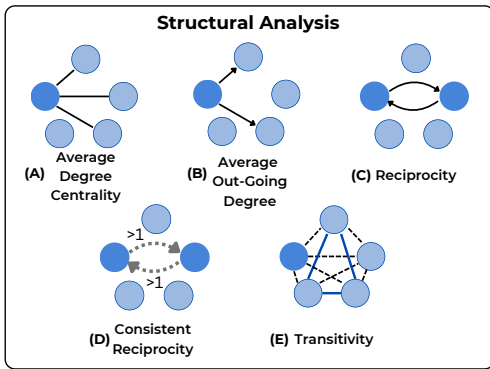 Structural Analysis
(A) Average
Degree
Centrality
(B) Average
Out-Going
Degree
(C) Reciprocity
>1
>1
(D) Consistent
Reciprocity
(E) Transitivity